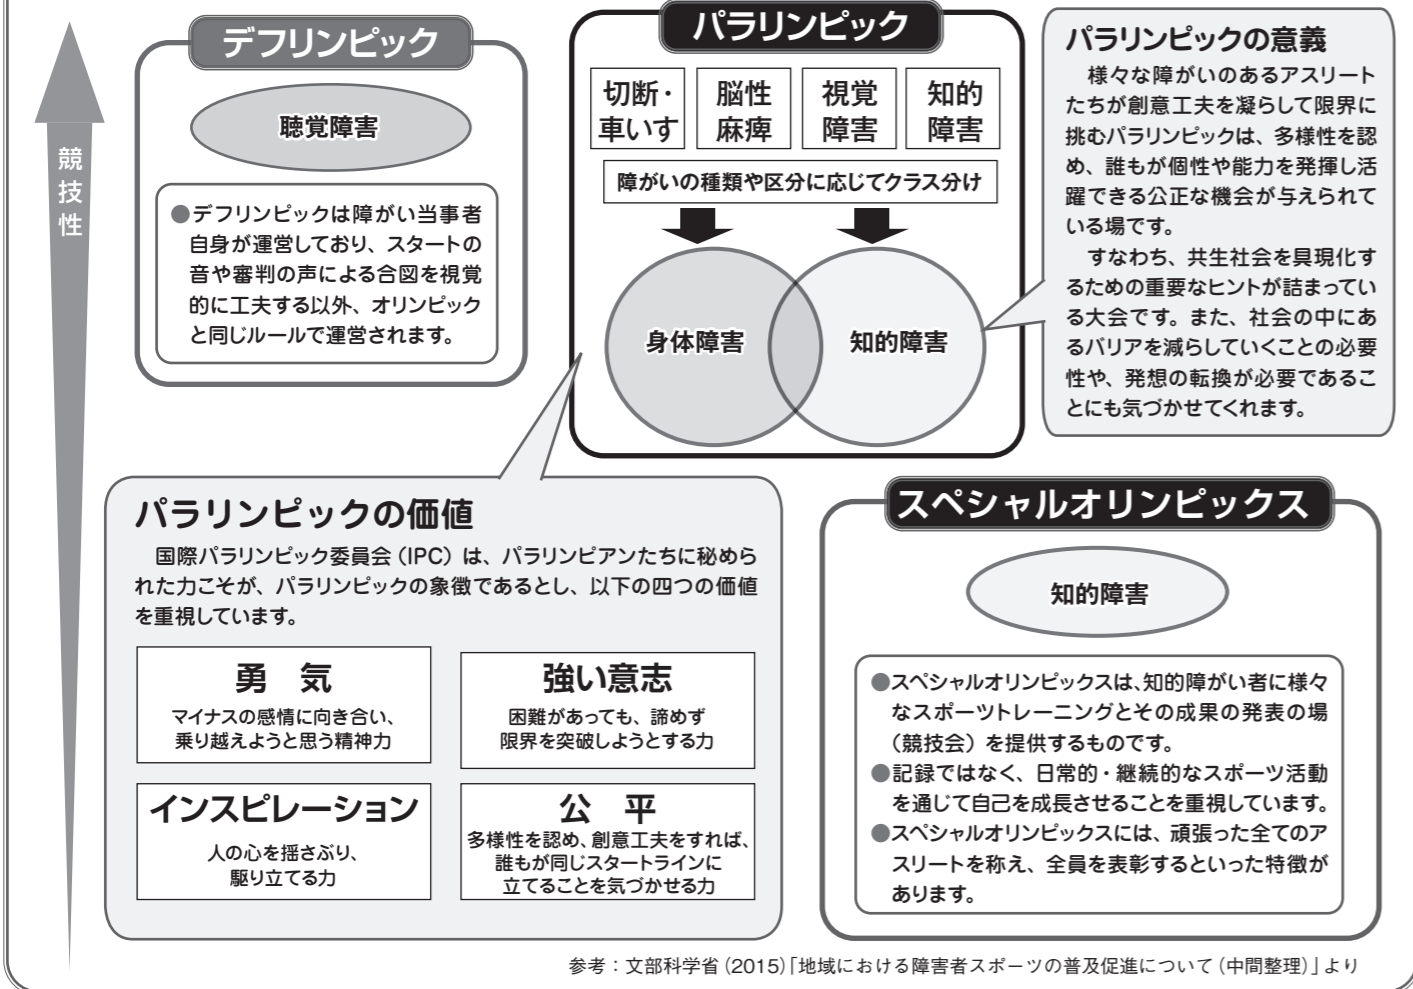 競技性
デフリンピック
聴覚障害
●デフリンピックは障がい当事者
自身が運営しており、スタートの
音や審判の声による合図を視覚
的に工夫する以外、オリンピック
と同じルールで運営されます。
パラリンピック
切断・
車いす
脳性
麻痺
視覚
障害
知的
障害
障がいの種類や区分に応じてクラス分け
身体障害
知的障害
パラリンピックの意義
様々な障がいのあるアスリート
たちが創意工夫を凝らして限界に
挑むパラリンピックは、多様性を認
め、誰もが個性や能力を発揮し活
躍できる公正な機会が与えられて
いる場です。
すなわち、共生社会を具現化す
るための重要なヒントが詰まってい
る大会です。また、社会の中にあ
るバリアを減らしていくことの必要
性や、発想の転換が必要であるこ
とにも気づかせてくれます。
パラリンピックの価値
国際パラリンピック委員会(IPC)は、パラリンピアンたちに秘めら
れた力こそが、パラリンピックの象徴であるとし、以下の四つの価値
を重視しています。
勇 気
マイナスの感情に向き合い、
乗り越えようと思う精神力
強い意志
困難があっても、諦めず
限界を突破しようとする力
インスピレーション
人の心を揺さぶり、
駆り立てる力
公 平
多様性を認め、創意工夫をすれば、
誰もが同じスタートラインに
立てることを気づかせる力
スペシャルオリンピックス
知的障害
●スペシャルオリンピックスは、知的障がい者に様々
なスポーツトレーニングとその成果の発表の場
(競技会)を提供するものです。
●記録ではなく、日常的・継続的なスポーツ活動
を通じて自己を成長させることを重視しています。
●スペシャルオリンピックスには、頑張った全てのア
スリートを称え、全員を表彰するといった特徴が
あります。
参考:文部科学省(2015)「地域における障害者スポーツの普及促進について(中間整理)」より